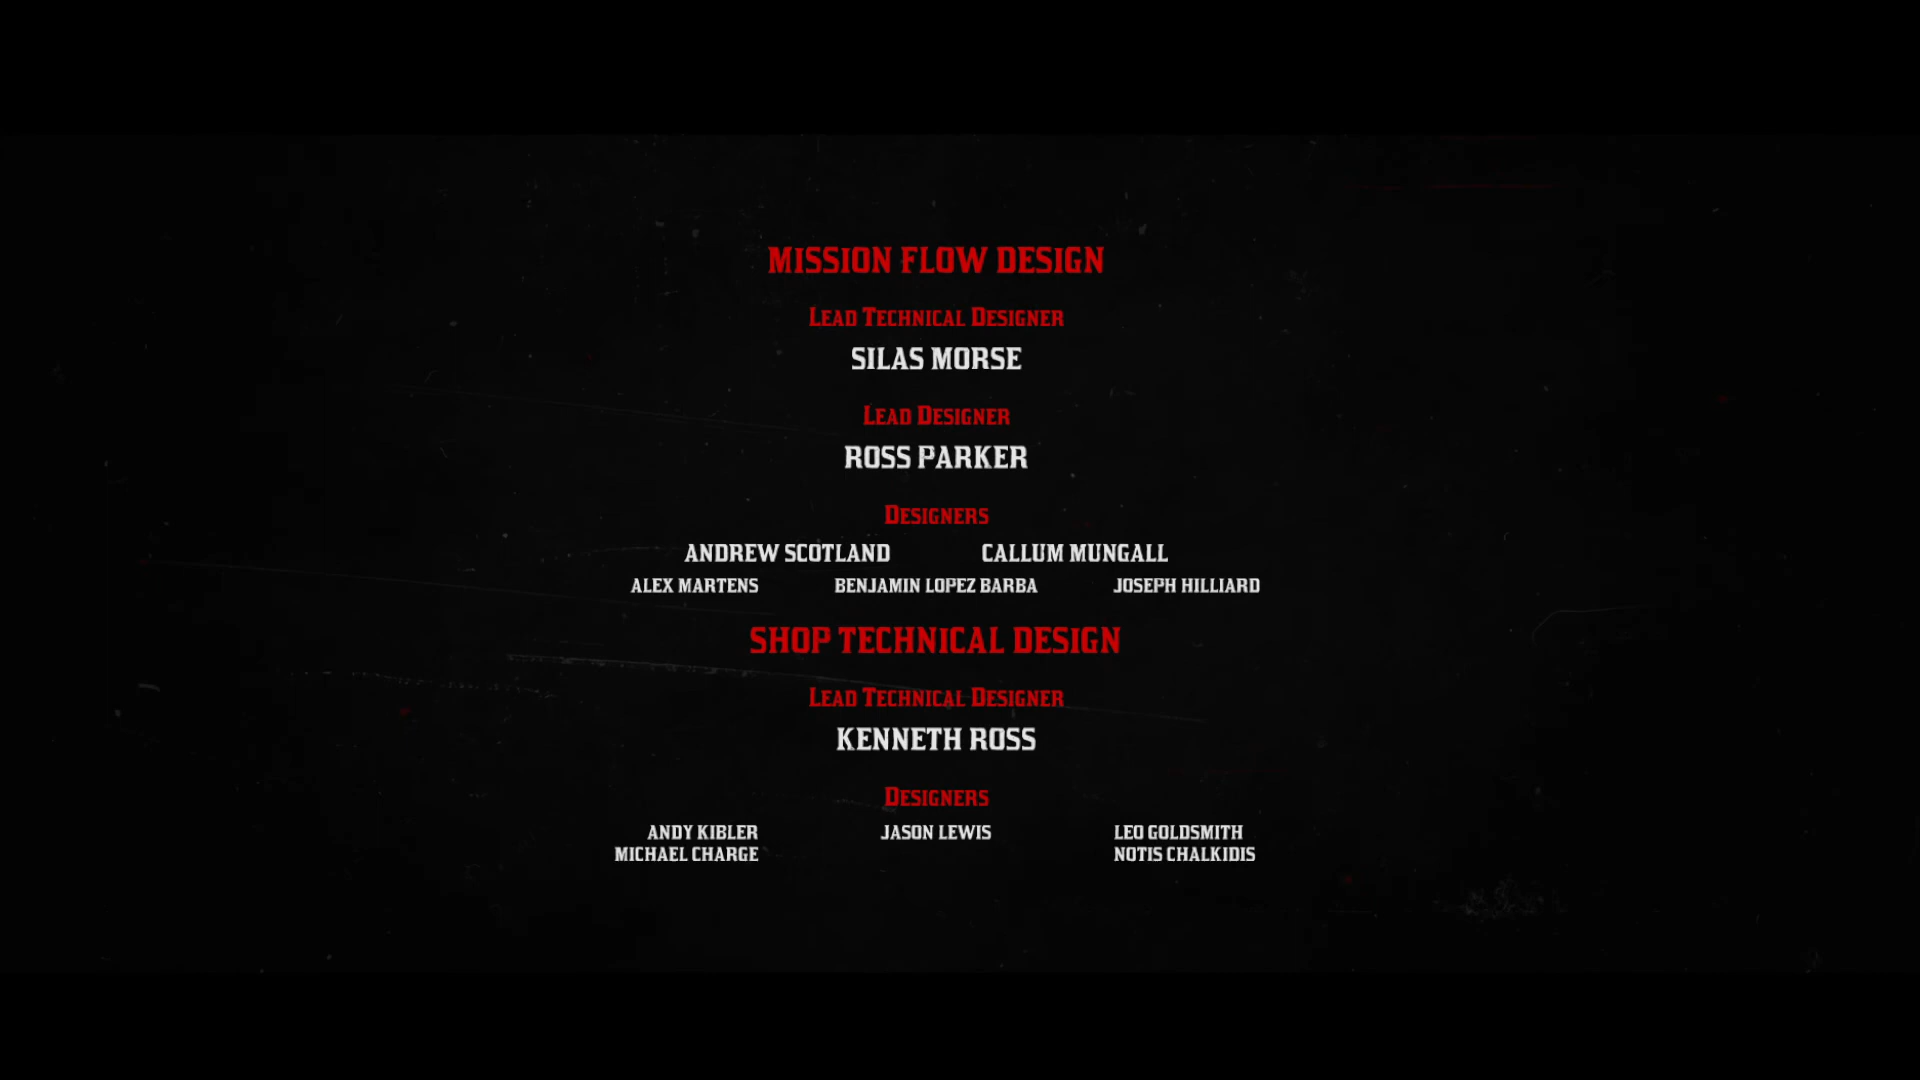 MISSION FLOW DESIGN
LEAD TECHNICAL DESIGNER
SILAS MORSE
LEAD DESIGNER
ROSS PARKER
DESIGNERS
ANDREW SCOTLAND CALLUM MUNGALL
ALEX MARTENS BENJAMIN LOPEZ BARBA JOSEPH HILLIARD
SHOP TECHNICAL DESIGN
LEAD TECHNICAL DESIGNER
KENNETH ROSS
DESIGNERS
ANDY KIBLER JASON LEWIS LEO GOLDSMITH
MICHAEL CHARGE NOTIS CHALKIDIS